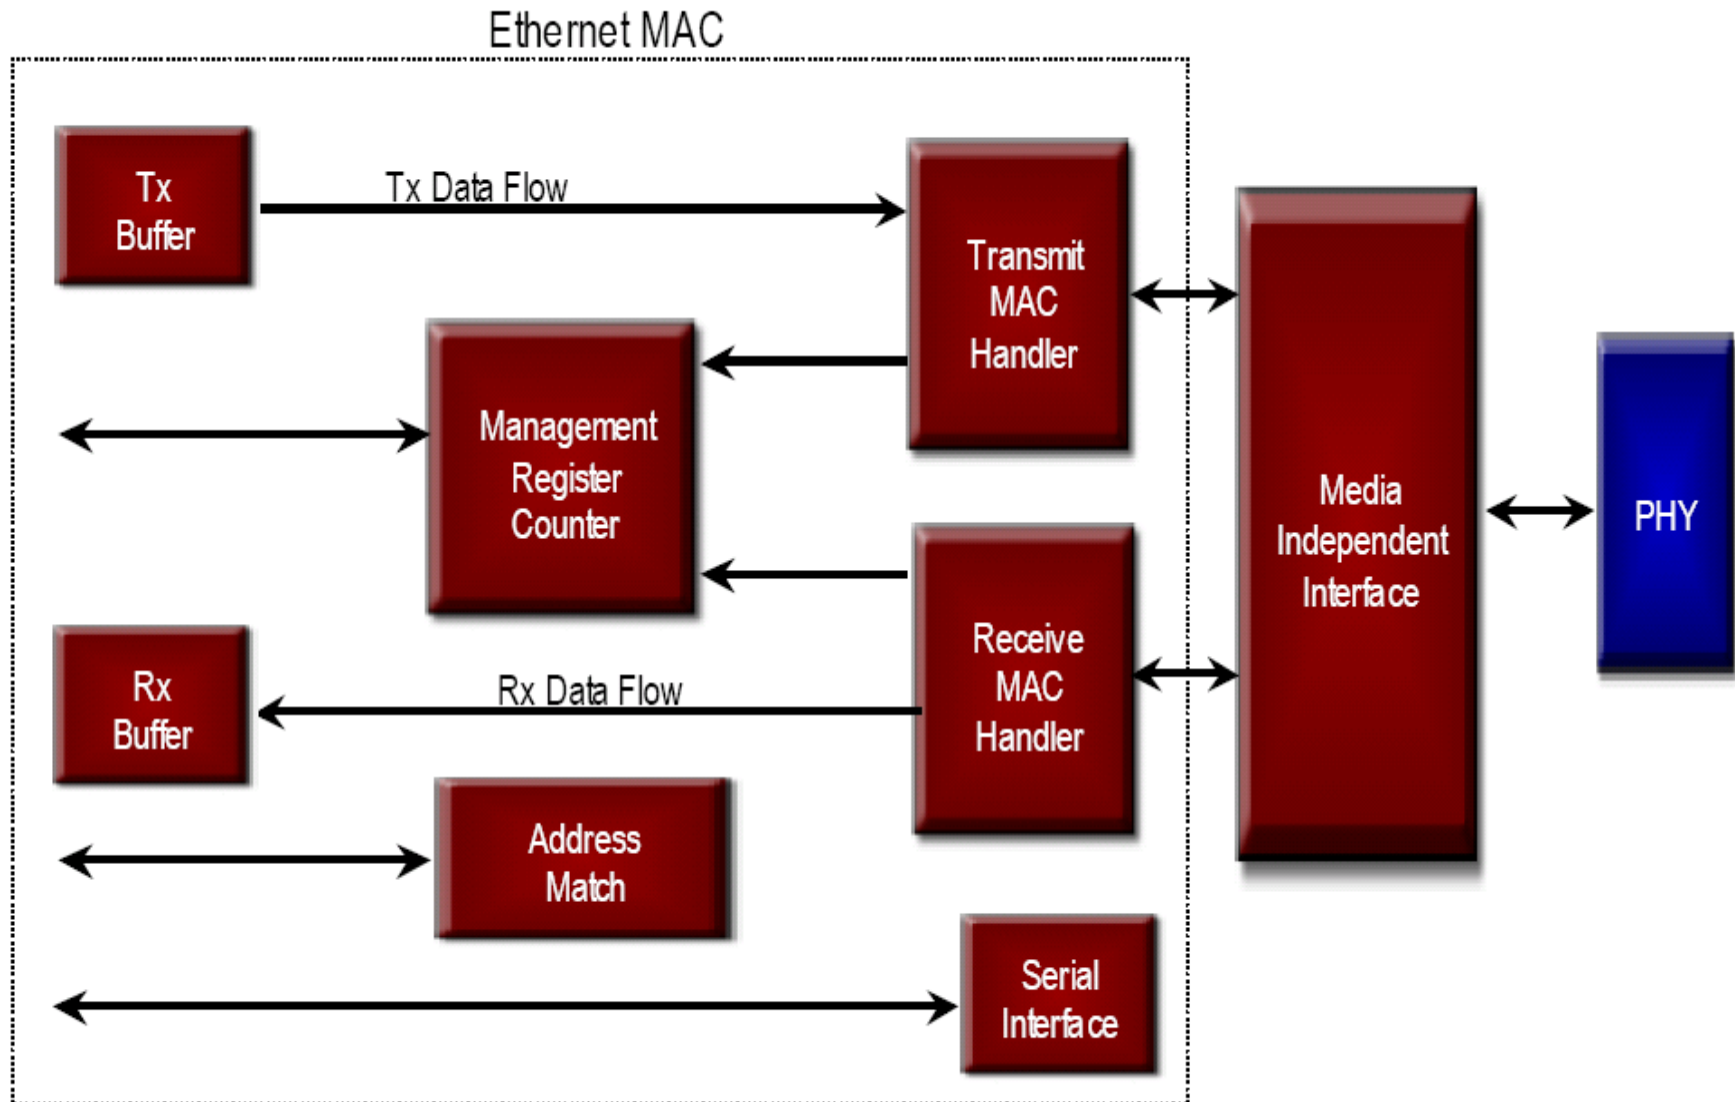 Ethernet MAC
Tx
Buffer
Tx Data Flow
Transmit
MAC
Handler
Management
Register
Counter
Media
Independent
Interface
PHY
Rx
Buffer
Rx Data Flow
Receive
MAC
Handler
Address
Match
Serial
Interface